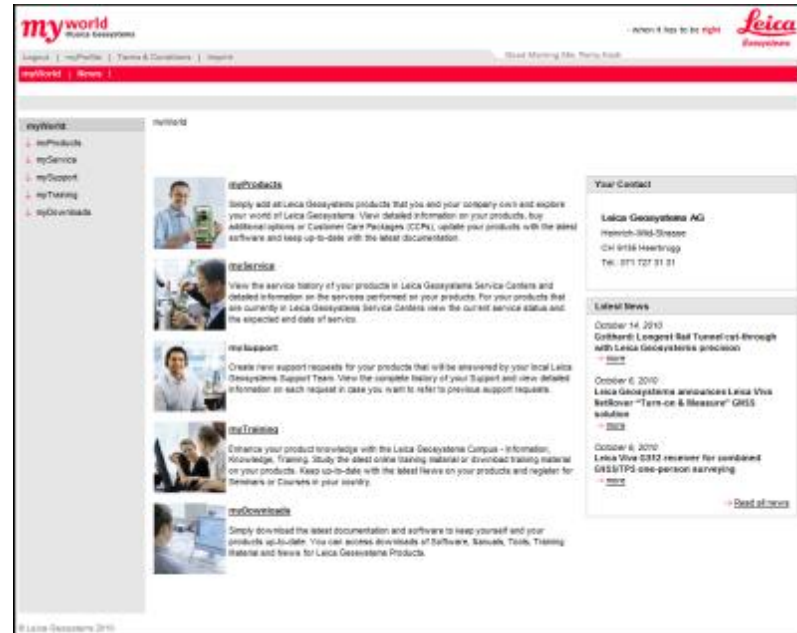 myworld
@Leica Geosystems
- when it has to be right
Leica
Geosystems
Logout | myProfile | Terms & Conditions | Imprint
Good Morning
myWorld | News |
myWorld
myProducts
myService
mySupport
myTraining
myDownloads
myWorld
myProducts
Simply add all Leica Geosystems products that you and your company own and explore
your world of Leica Geosystems. View detailed information on your products, buy
additional options or Customer Care Packages (CCPs), update your products with the latest
software and keep up-to-date with the latest documentation.
myService
View the service history of your products in Leica Geosystems Service Centers and
detailed information on the services performed on your products. For your products that
are currently in Leica Geosystems Service Centers view the current service status and
the expected end date of service.
mySupport
Create new support requests for your products that will be answered by your local Leica
Geosystems Support Team. View the complete history of your Support and view detailed
information on each request in case you want to refer to previous support requests.
myTraining
Enhance your product knowledge with the Leica Geosystems Campus - Information,
Knowledge, Training. Study the latest online training material or download training material
on your products. Keep up-to-date with the latest News on your products and register for
Seminars or Courses in your country.
myDownloads
Simply download the latest documentation and software to keep yourself and your
products up-to-date. You can access downloads of Software, Manuals, Tools, Training
Material and News for Leica Geosystems Products.
Your Contact
Leica Geosystems AG
Heinrich-Wild-Strasse
CH 9435 Heerbrugg
Tel.: 071 727 31 31
Latest News
October 14, 2010
Gotthard: Longest Rail Tunnel cut-through
with Leica Geosystems precision
more
October 6, 2010
Leica Geosystems announces Leica Viva
NetRover "Turn-on & Measure" GNSS
solution
more
October 6, 2010
Leica Viva GS12 receiver for combined
GNSS/TPS one-person surveying
more
Read all news
© Leica Geosystems 2010